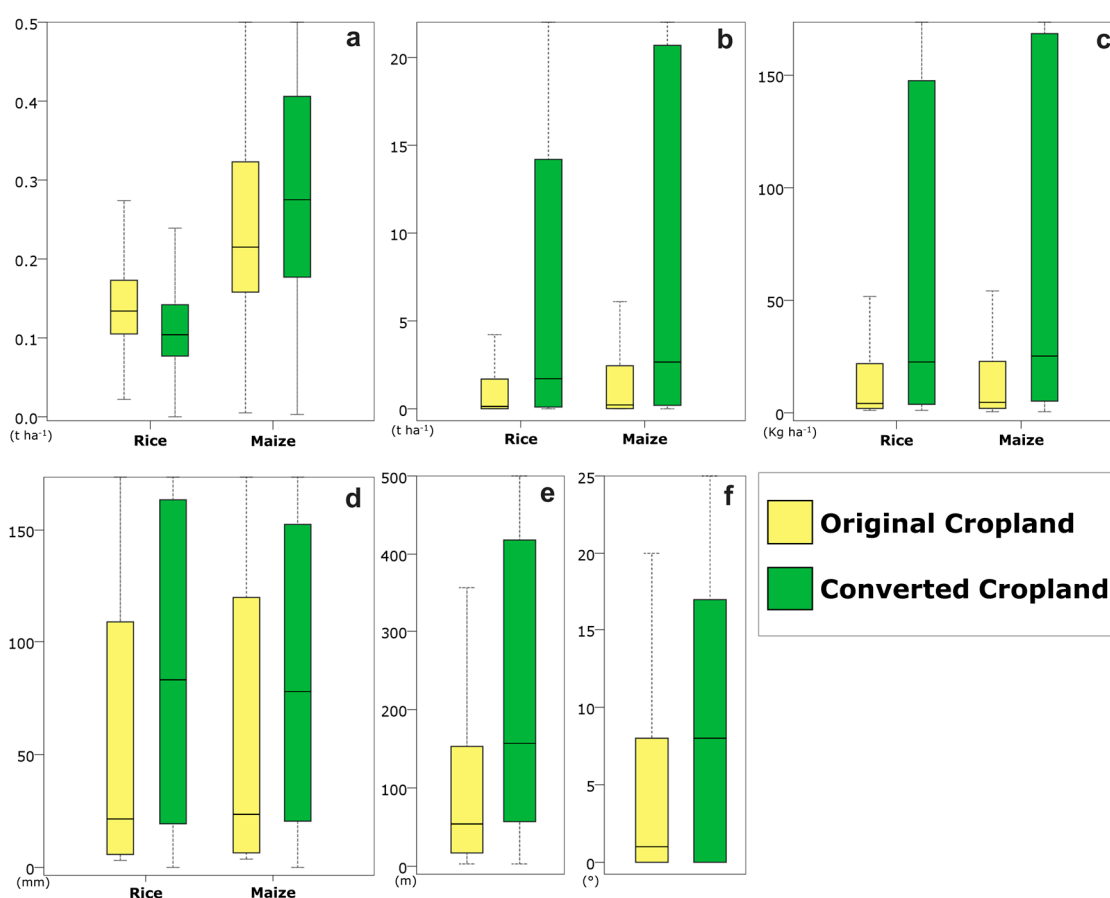 a
0.5
0.4
0.3
0.2
0.1
0.0
(t ha⁻¹)
Rice
Maize
b
20
15
10
5
0
(t ha⁻¹)
Rice
Maize
c
150
100
50
0
(Kg ha⁻¹)
Rice
Maize
d
150
100
50
0
(mm)
Rice
Maize
e
500
400
300
200
100
0
(m)
f
25
20
15
10
5
0
(°)
Original Cropland
Converted Cropland